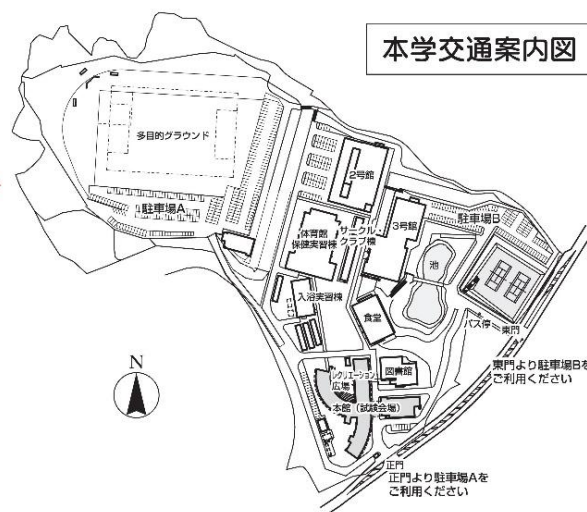 本学交通案内図
多目的グラウンド
駐車場A
2号館
体育館
保健実習棟
サークル・
クラブ棟
3号館
駐車場B
池
入浴実習棟
食堂
バス停
東門
東門より駐車場Bを
ご利用ください
レクリエーション
広場
図書館
本館（試験会場）
N
正門
正門より駐車場Aを
ご利用ください